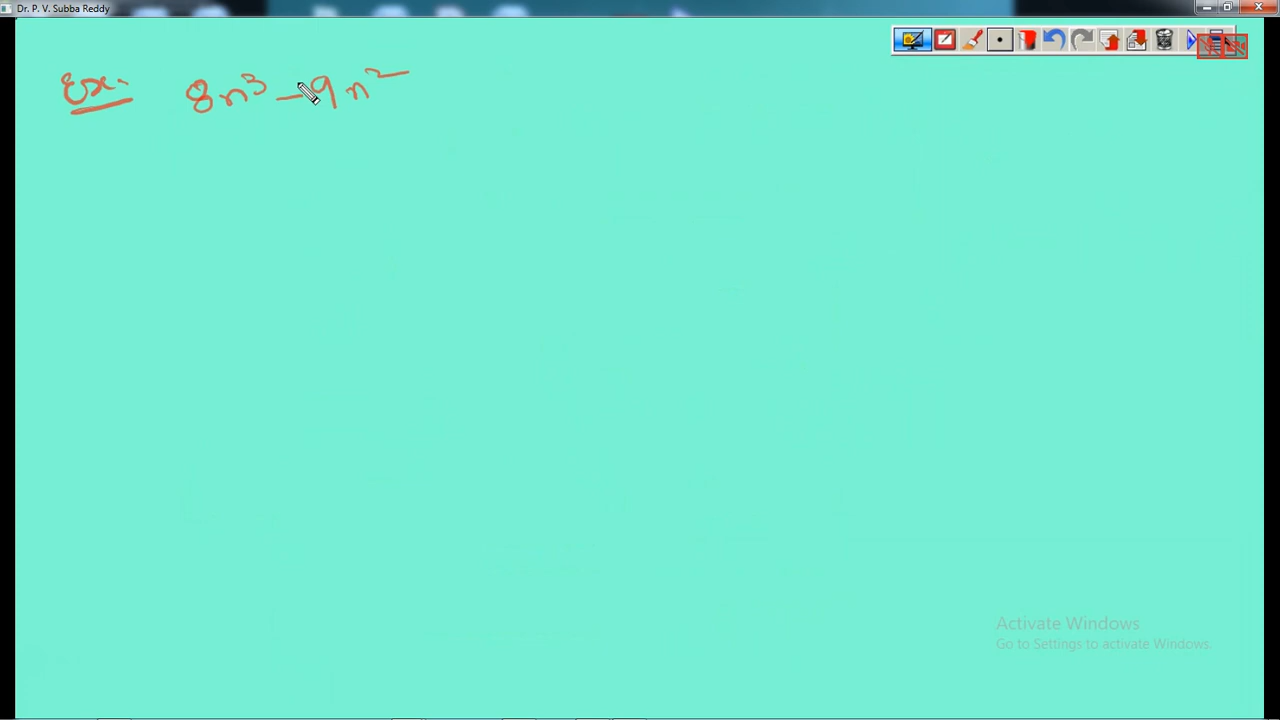 Dr. P. V. Subba Reddy
Ex:- 8n³ - 9n²
Activate Windows
Go to Settings to activate Windows.